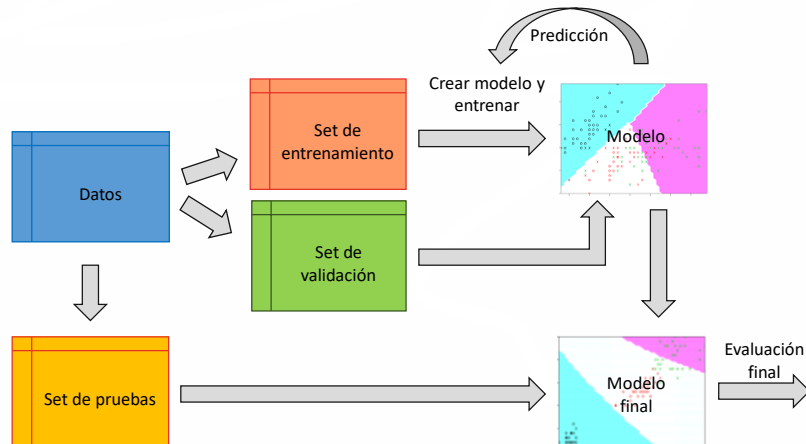 Predicción
Crear modelo y
entrenar
Set de
entrenamiento
Modelo
Datos
Set de
validación
Set de pruebas
Modelo
final
Evaluación
final